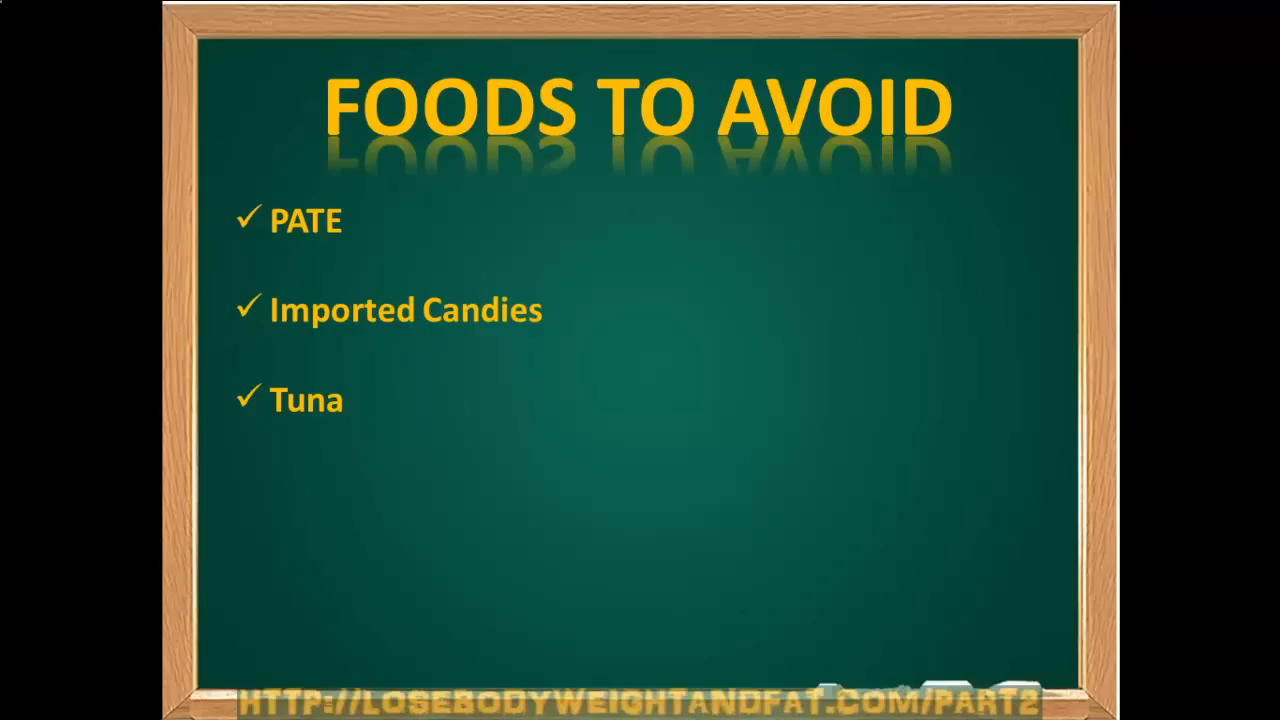 FOODS TO AVOID
✓ PATE
✓ Imported Candies
✓ Tuna
HTTP://LOSEBODYWEIGHTANDFAT.COM/PART2